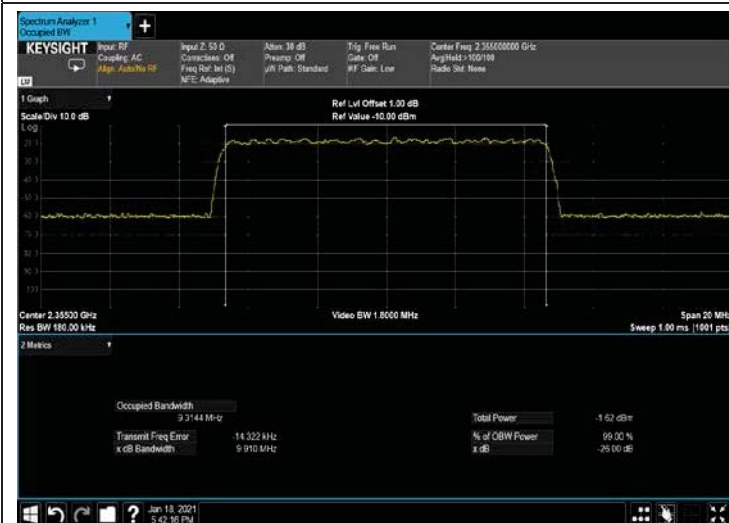 Spectrum Analyzer 1
Occupied BW
KEYSIGHT
Input: RF
Coupling: AC
Align: Auto/No RF
Input Z: 50 Ω
Corrections: Off
Freq Ref: Int (S)
NFE: Adaptive
Atten: 30 dB
Preamp: Off
µW Path: Standard
Trig: Free Run
Gate: Off
#IF Gain: Low
Center Freq: 2.355000000 GHz
Avg|Hold:>100/100
Radio Std: None
1 Graph
Scale/Div 10.0 dB
Ref Lvl Offset 1.00 dB
Ref Value -10.00 dBm
Log
Center 2.35500 GHz
Res BW 180.00 kHz
Video BW 1.8000 MHz
Span 20 MHz
Sweep 1.00 ms (1001 pts)
2 Metrics
Occupied Bandwidth
9.3144 MHz
Transmit Freq Error -14.322 kHz
x dB Bandwidth 9.910 MHz
Total Power -1.62 dBm
% of OBW Power 99.00 %
x dB -26.00 dB
Jan 13, 2021
5:42:16 PM